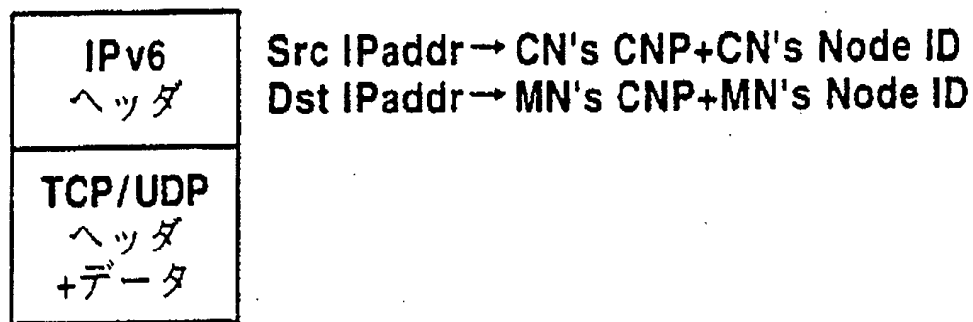 IPv6
ヘッダ
Src IPaddr→CN's CNP+CN's Node ID
Dst IPaddr→MN's CNP+MN's Node ID
TCP/UDP
ヘッダ
+データ